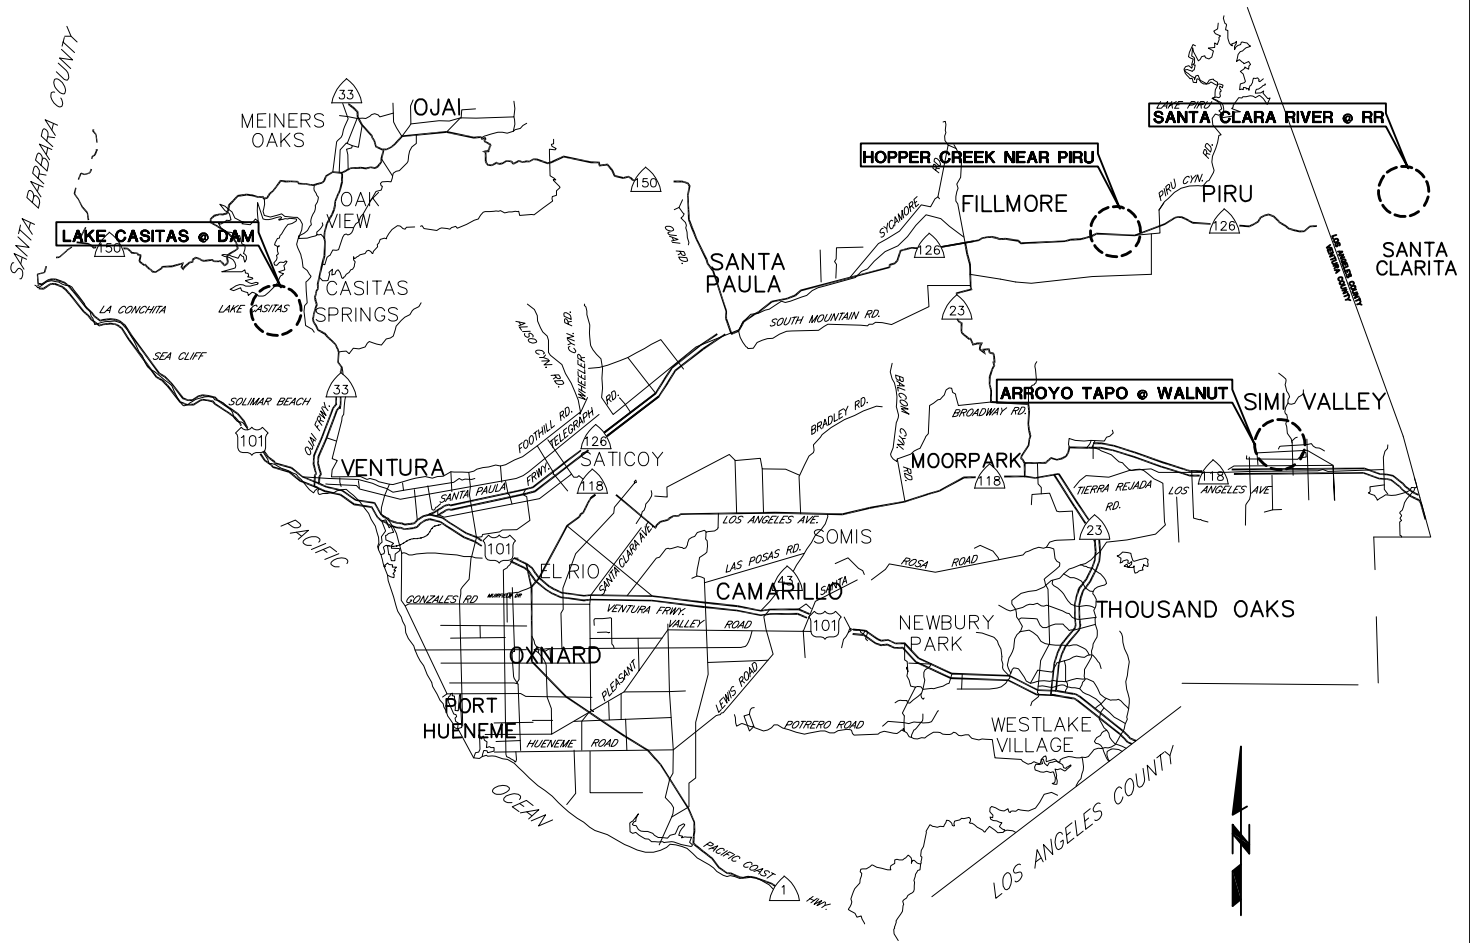 SANTA BARBARA COUNTY
33
OJAI
MEINERS
OAKS
LAKE PIRU
SANTA CLARA RIVER @ RR
HOPPER CREEK NEAR PIRU
RD.
RD.
150
OAK
VIEW
PIRU CYN.
PIRU
SYCAMORE
FILLMORE
LAKE CASITAS @ DAM
150
OJAI RD.
126
126
LOS ANGELES COUNTY
VENTURA COUNTY
SANTA
CLARITA
SANTA
PAULA
CASITAS
SPRINGS
LA CONCHITA
LAKE CASITAS
SOUTH MOUNTAIN RD.
23
SEA CLIFF
ALISO CYN. RD.
WHEELER CYN. RD.
33
SOLIMAR BEACH
OJAI FRWY.
BALCOM CYN. RD.
ARROYO TAPO @ WALNUT
SIMI VALLEY
BRADLEY RD.
BROADWAY RD.
FOOTHILL RD.
TELEGRAPH RD.
101
126
SATICOY
VENTURA
MOORPARK
118
SANTA PAULA FRWY.
118
118
TIERRA REJADA
RD.
LOS ANGELES AVE
LOS ANGELES AVE.
PACIFIC
SANTA CLARA AVE.
23
SOMIS
101
EL RIO
LAS POSAS RD.
ROSA ROAD
43
SANTA
CAMARILLO
GONZALES RD
VENTURA FRWY.
VALLEY ROAD
101
NEWBURY
PARK
THOUSAND OAKS
OXNARD
PLEASANT
LEWIS ROAD
PORT
HUENEME
POTRERO ROAD
HUENEME ROAD
WESTLAKE
VILLAGE
OCEAN
LOS ANGELES COUNTY
PACIFIC COAST
HWY.
1
N